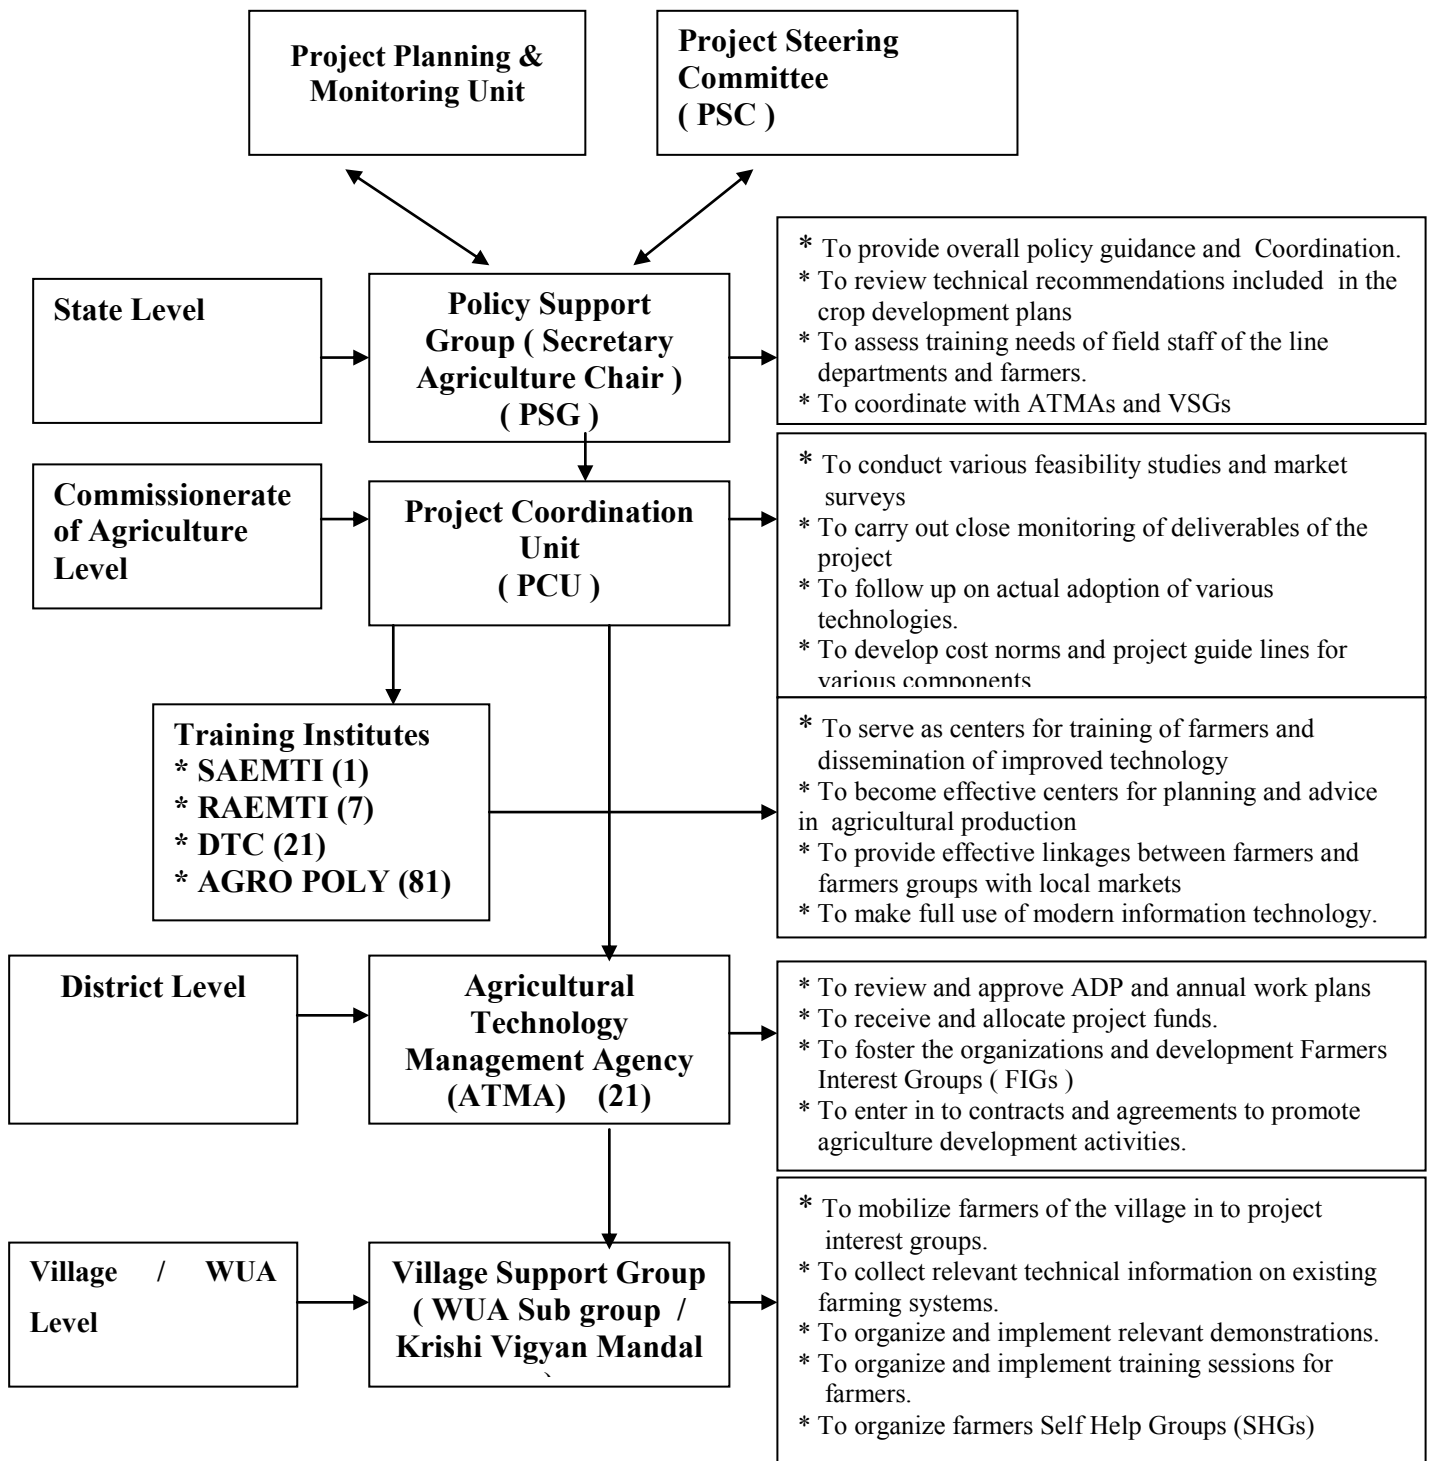 Project Planning &
Monitoring Unit
Project Steering
Committee
( PSC )
State Level
Policy Support
Group ( Secretary
Agriculture Chair )
( PSG )
* To provide overall policy guidance and Coordination.
* To review technical recommendations included in the
crop development plans
* To assess training needs of field staff of the line
departments and farmers.
* To coordinate with ATMAs and VSGs
Commissionerate
of Agriculture
Level
Project Coordination
Unit
( PCU )
* To conduct various feasibility studies and market
surveys
* To carry out close monitoring of deliverables of the
project
* To follow up on actual adoption of various
technologies.
* To develop cost norms and project guide lines for
various components
Training Institutes
* SAEMTI (1)
* RAEMTI (7)
* DTC (21)
* AGRO POLY (81)
* To serve as centers for training of farmers and
dissemination of improved technology
* To become effective centers for planning and advice
in agricultural production
* To provide effective linkages between farmers and
farmers groups with local markets
* To make full use of modern information technology.
District Level
Agricultural
Technology
Management Agency
(ATMA) (21)
* To review and approve ADP and annual work plans
* To receive and allocate project funds.
* To foster the organizations and development Farmers
Interest Groups ( FIGs )
* To enter in to contracts and agreements to promote
agriculture development activities.
Village / WUA
Level
Village Support Group
( WUA Sub group /
Krishi Vigyan Mandal
)
* To mobilize farmers of the village in to project
interest groups.
* To collect relevant technical information on existing
farming systems.
* To organize and implement relevant demonstrations.
* To organize and implement training sessions for
farmers.
* To organize farmers Self Help Groups (SHGs)